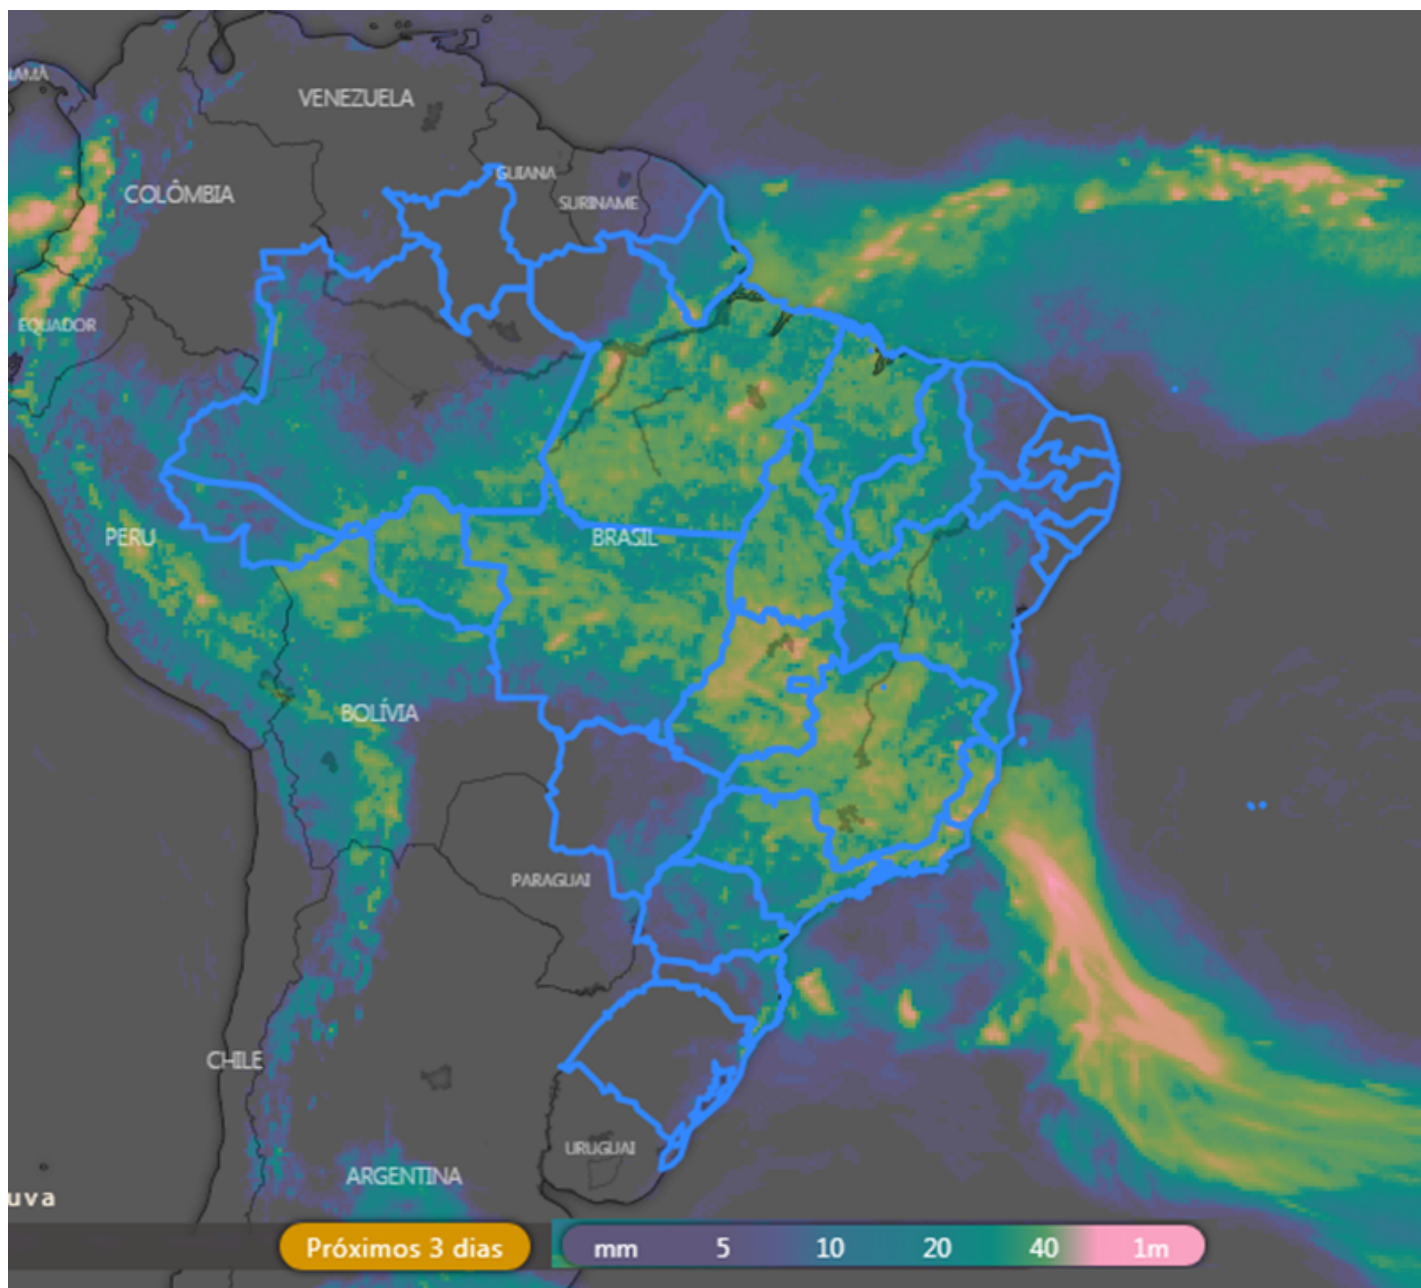 NAMÁ
VENEZUELA
GUIANA
COLÔMBIA
SURINAME
EQUADOR
PERU
BRASIL
BOLÍVIA
PARAGUAI
CHILE
URUGUAI
ARGENTINA
uva
Próximos 3 dias
mm 5 10 20 40 1m